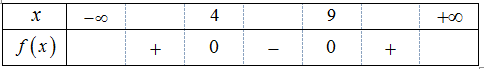 x −∞ 4 9 +∞
f(x) + 0 − 0 +